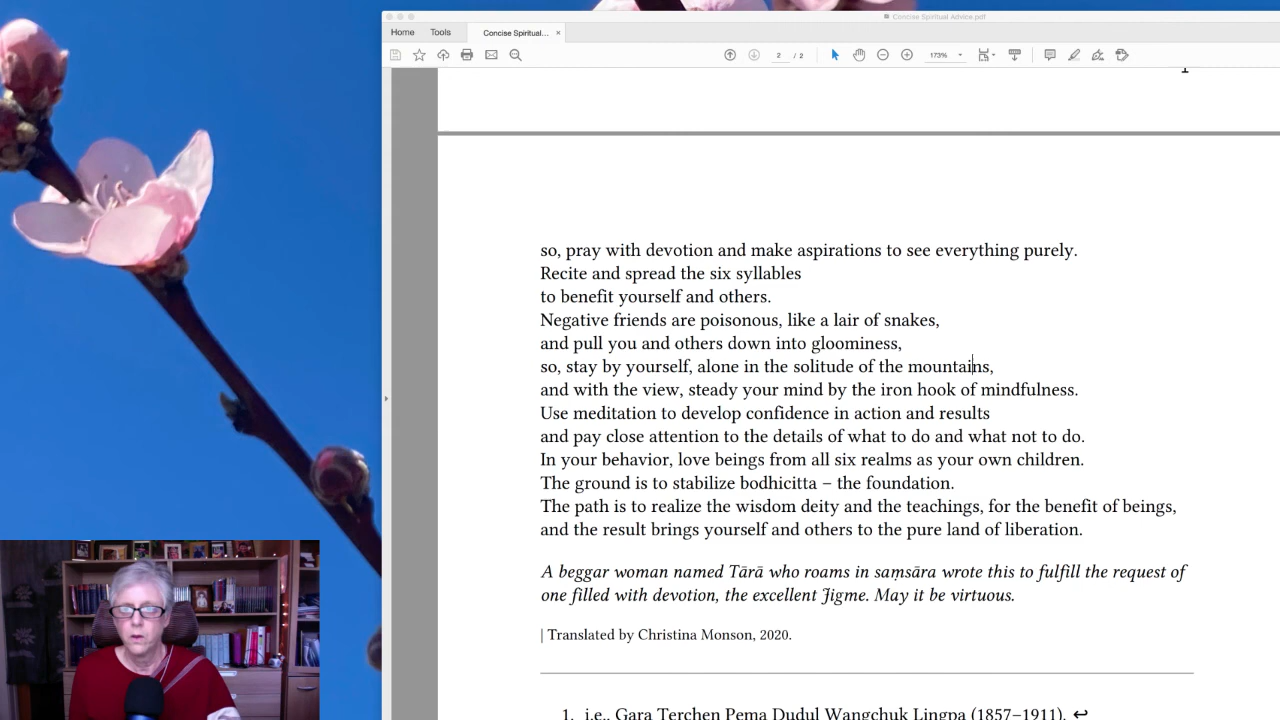 Concise Spiritual Advice.pdf
Home Tools Concise Spiritual... ×
2 / 2 173%
1
so, pray with devotion and make aspirations to see everything purely.
Recite and spread the six syllables
to benefit yourself and others.
Negative friends are poisonous, like a lair of snakes,
and pull you and others down into gloominess,
so, stay by yourself, alone in the solitude of the mountains,
and with the view, steady your mind by the iron hook of mindfulness.
Use meditation to develop confidence in action and results
and pay close attention to the details of what to do and what not to do.
In your behavior, love beings from all six realms as your own children.
The ground is to stabilize bodhicitta – the foundation.
The path is to realize the wisdom deity and the teachings, for the benefit of beings,
and the result brings yourself and others to the pure land of liberation.
A beggar woman named Tārā who roams in saṃsāra wrote this to fulfill the request of
one filled with devotion, the excellent Jigme. May it be virtuous.
| Translated by Christina Monson, 2020.
1. i.e., Gara Terchen Pema Dudul Wangchuk Lingpa (1857–1911). ↩